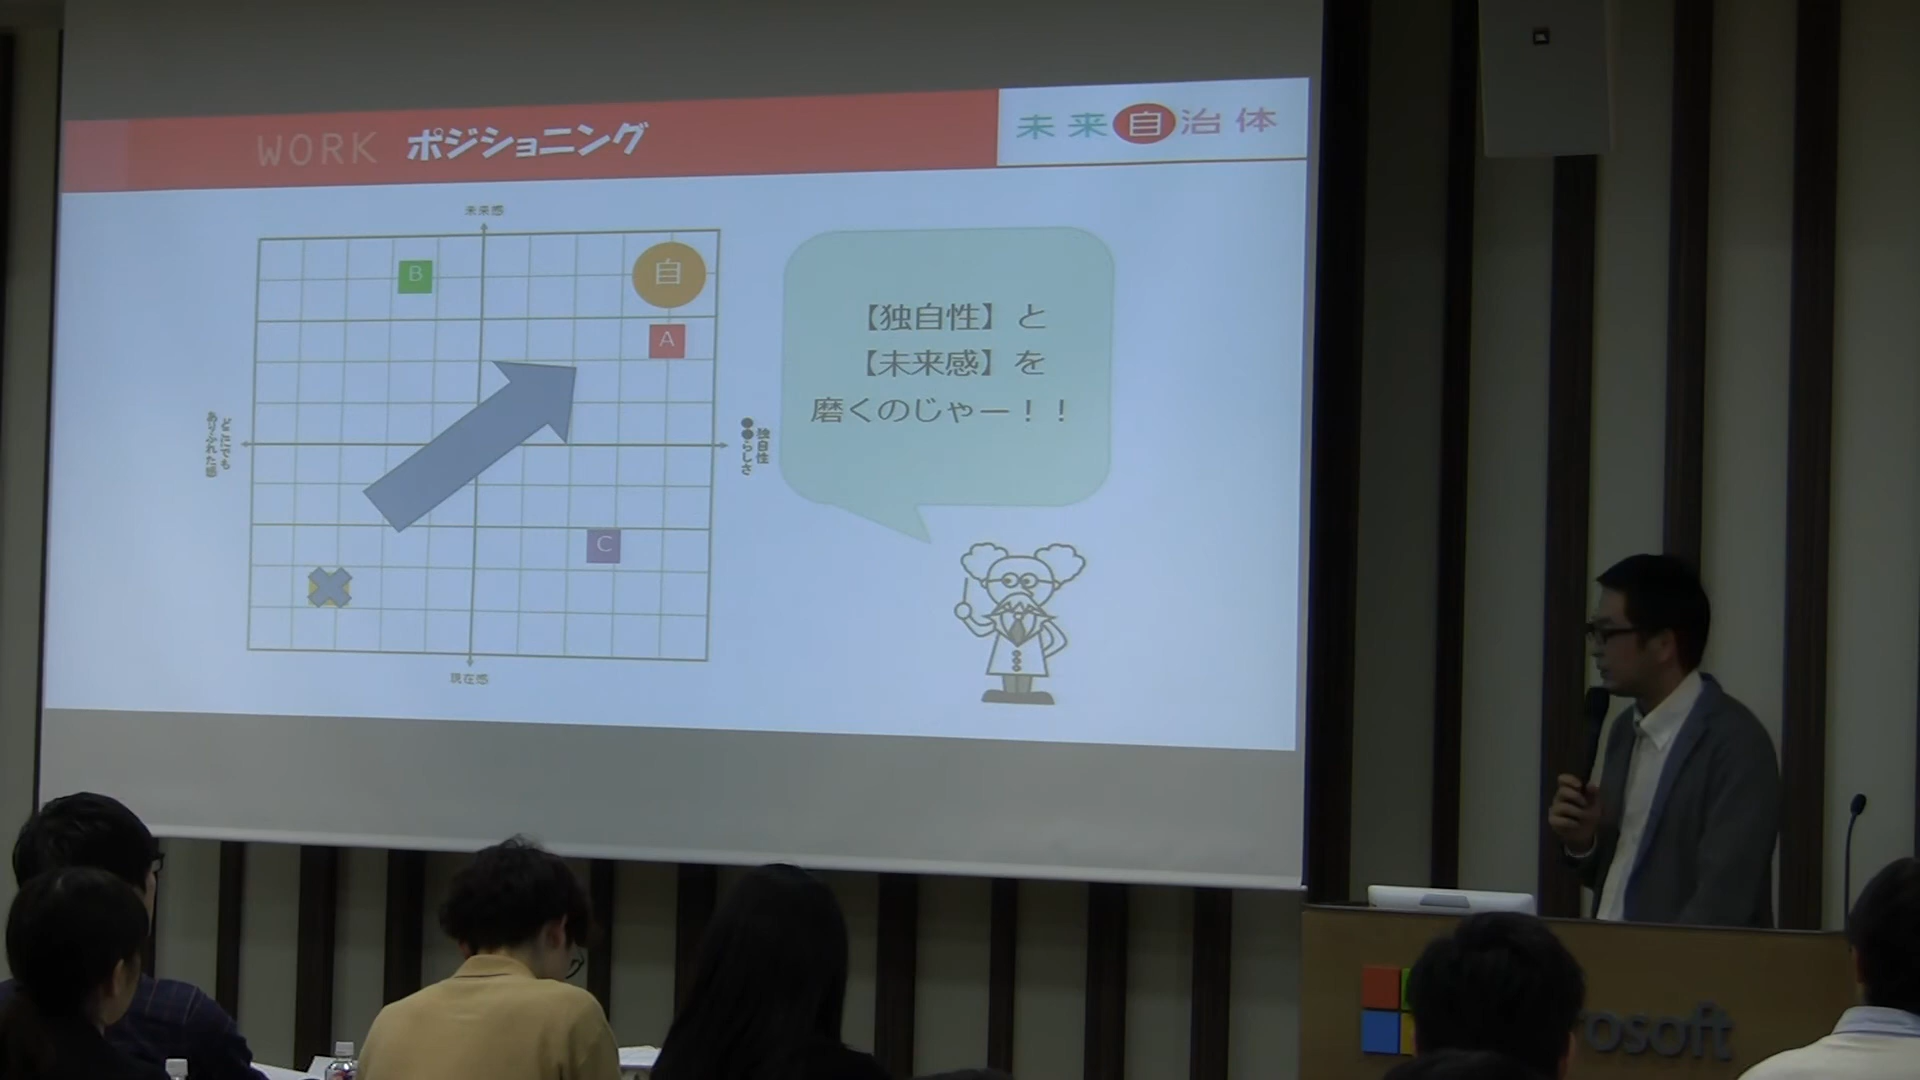 WORK ポジショニング
未来自治体
未来感
B
自
A
どこにでも
ありふれた感
独自性
●●らしさ
C
現在感
【独自性】と
【未来感】を
磨くのじゃー!!
rosoft